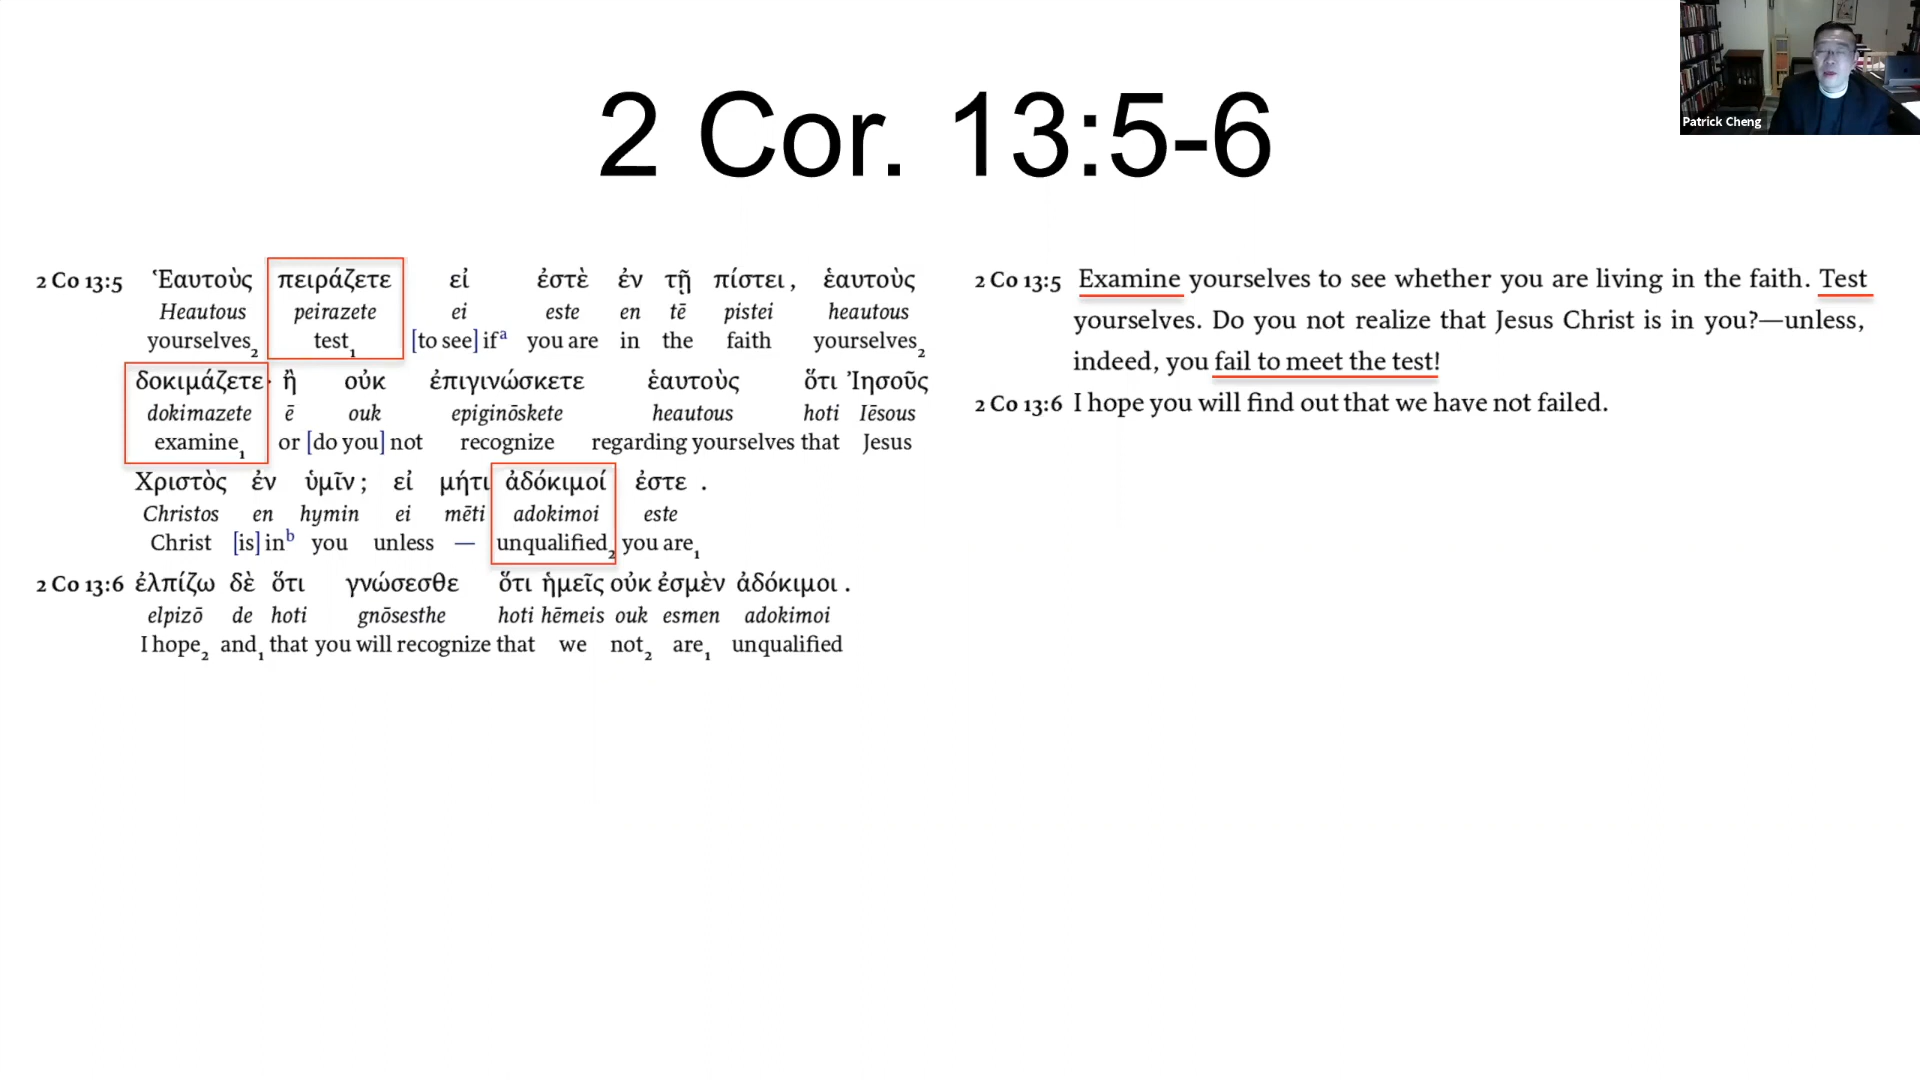 2 Cor. 13:5-6
Patrick Cheng
2 Co 13:5 Ἑαυτοὺς πειράζετε εἰ ἐστὲ ἐν τῇ πίστει, ἑαυτοὺς
Heautous peirazete ei este en tē pistei heautous
yourselves₂ test₁ [to see] ifᵃ you are in the faith yourselves₂
δοκιμάζετε· ἢ οὐκ ἐπιγινώσκετε ἑαυτοὺς ὅτι Ἰησοῦς
dokimazete ē ouk epiginōskete heautous hoti Iēsous
examine₁ or [do you] not recognize regarding yourselves that Jesus
Χριστὸς ἐν ὑμῖν; εἰ μήτι ἀδόκιμοί ἐστε.
Christos en hymin ei mēti adokimoi este
Christ [is] inᵇ you unless — unqualified₂ you are₁
2 Co 13:6 ἐλπίζω δὲ ὅτι γνώσεσθε ὅτι ἡμεῖς οὐκ ἐσμὲν ἀδόκιμοι.
elpizō de hoti gnōsesthe hoti hēmeis ouk esmen adokimoi
I hope₂ and₁ that you will recognize that we not₂ are₁ unqualified
2 Co 13:5 Examine yourselves to see whether you are living in the faith. Test
yourselves. Do you not realize that Jesus Christ is in you?—unless,
indeed, you fail to meet the test!
2 Co 13:6 I hope you will find out that we have not failed.